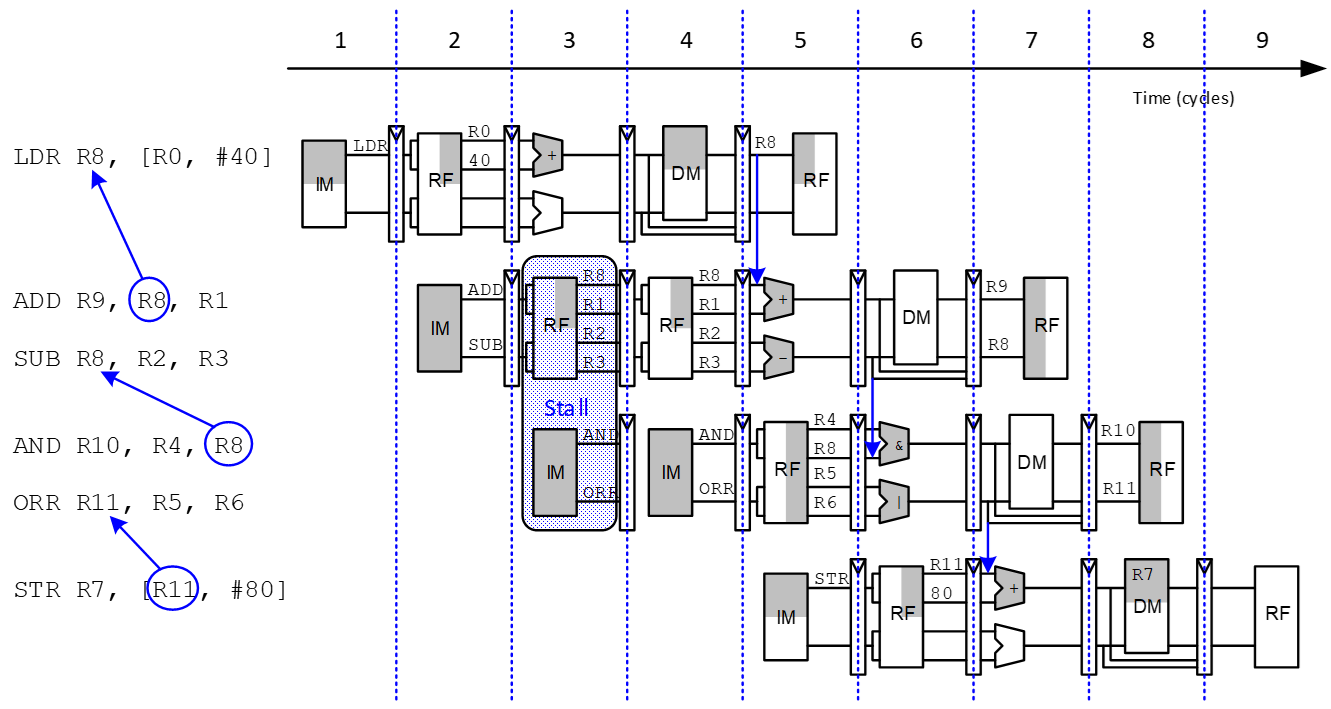 1 2 3 4 5 6 7 8 9
Time (cycles)
LDR R8, [R0, #40]
IM LDR RF R0 40 + DM R8 RF
ADD R9, R8, R1
SUB R8, R2, R3
IM ADD SUB RF R8 R1 R2 R3 RF R8 R1 R2 R3 + - DM R9 R8 RF
Stall
AND R10, R4, R8
ORR R11, R5, R6
IM AND ORR IM AND ORR RF R4 R8 R5 R6 & | DM R10 R11 RF
STR R7, [R11, #80]
IM STR RF R11 80 + R7 DM RF